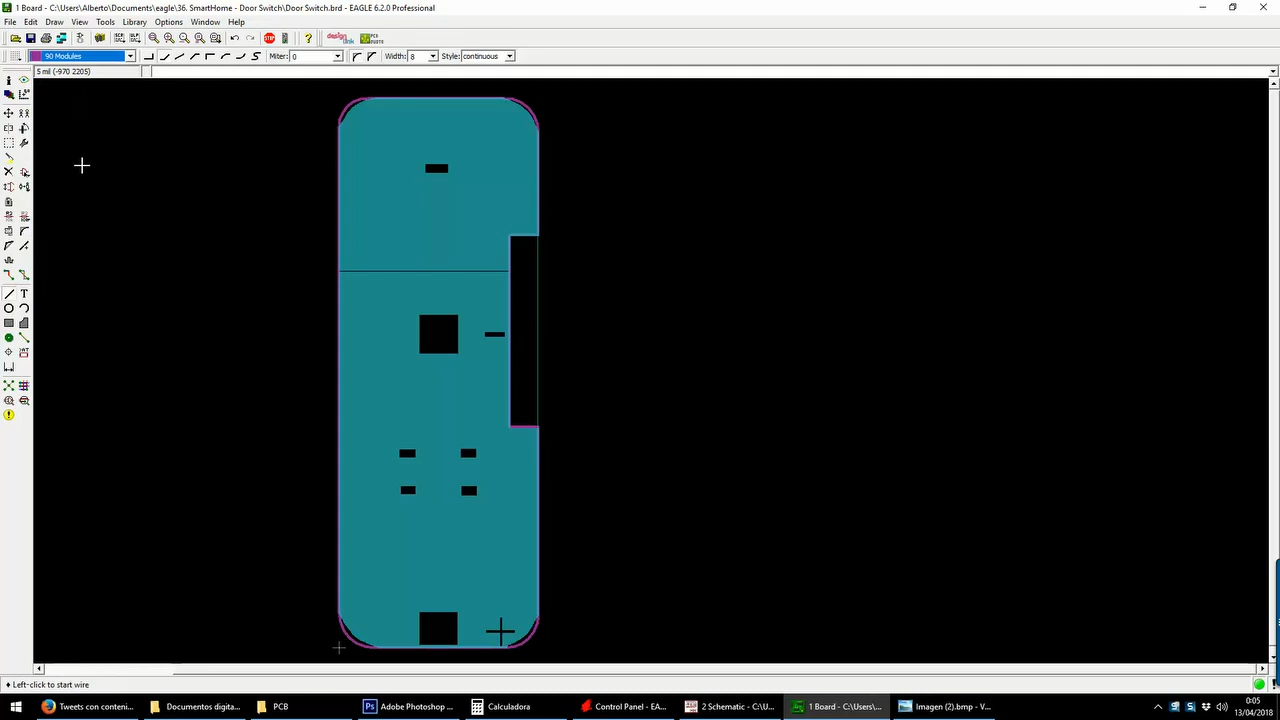 1 Board - C:\Users\Alberto\Documents\eagle\36. SmartHome - Door Switch\Door Switch.brd - EAGLE 6.2.0 Professional
File Edit Draw View Tools Library Options Window Help
90 Modules Miter: 0 Width: 8 Style: continuous
5 mil (-970 2205)
Left-click to start wire
Tweets con conteni... Documentos digita... PCB Adobe Photoshop ... Calculadora Control Panel - EA... 2 Schematic - C:\U... 1 Board - C:\Users\... Imagen (2).bmp - V... 0:05
13/04/2018